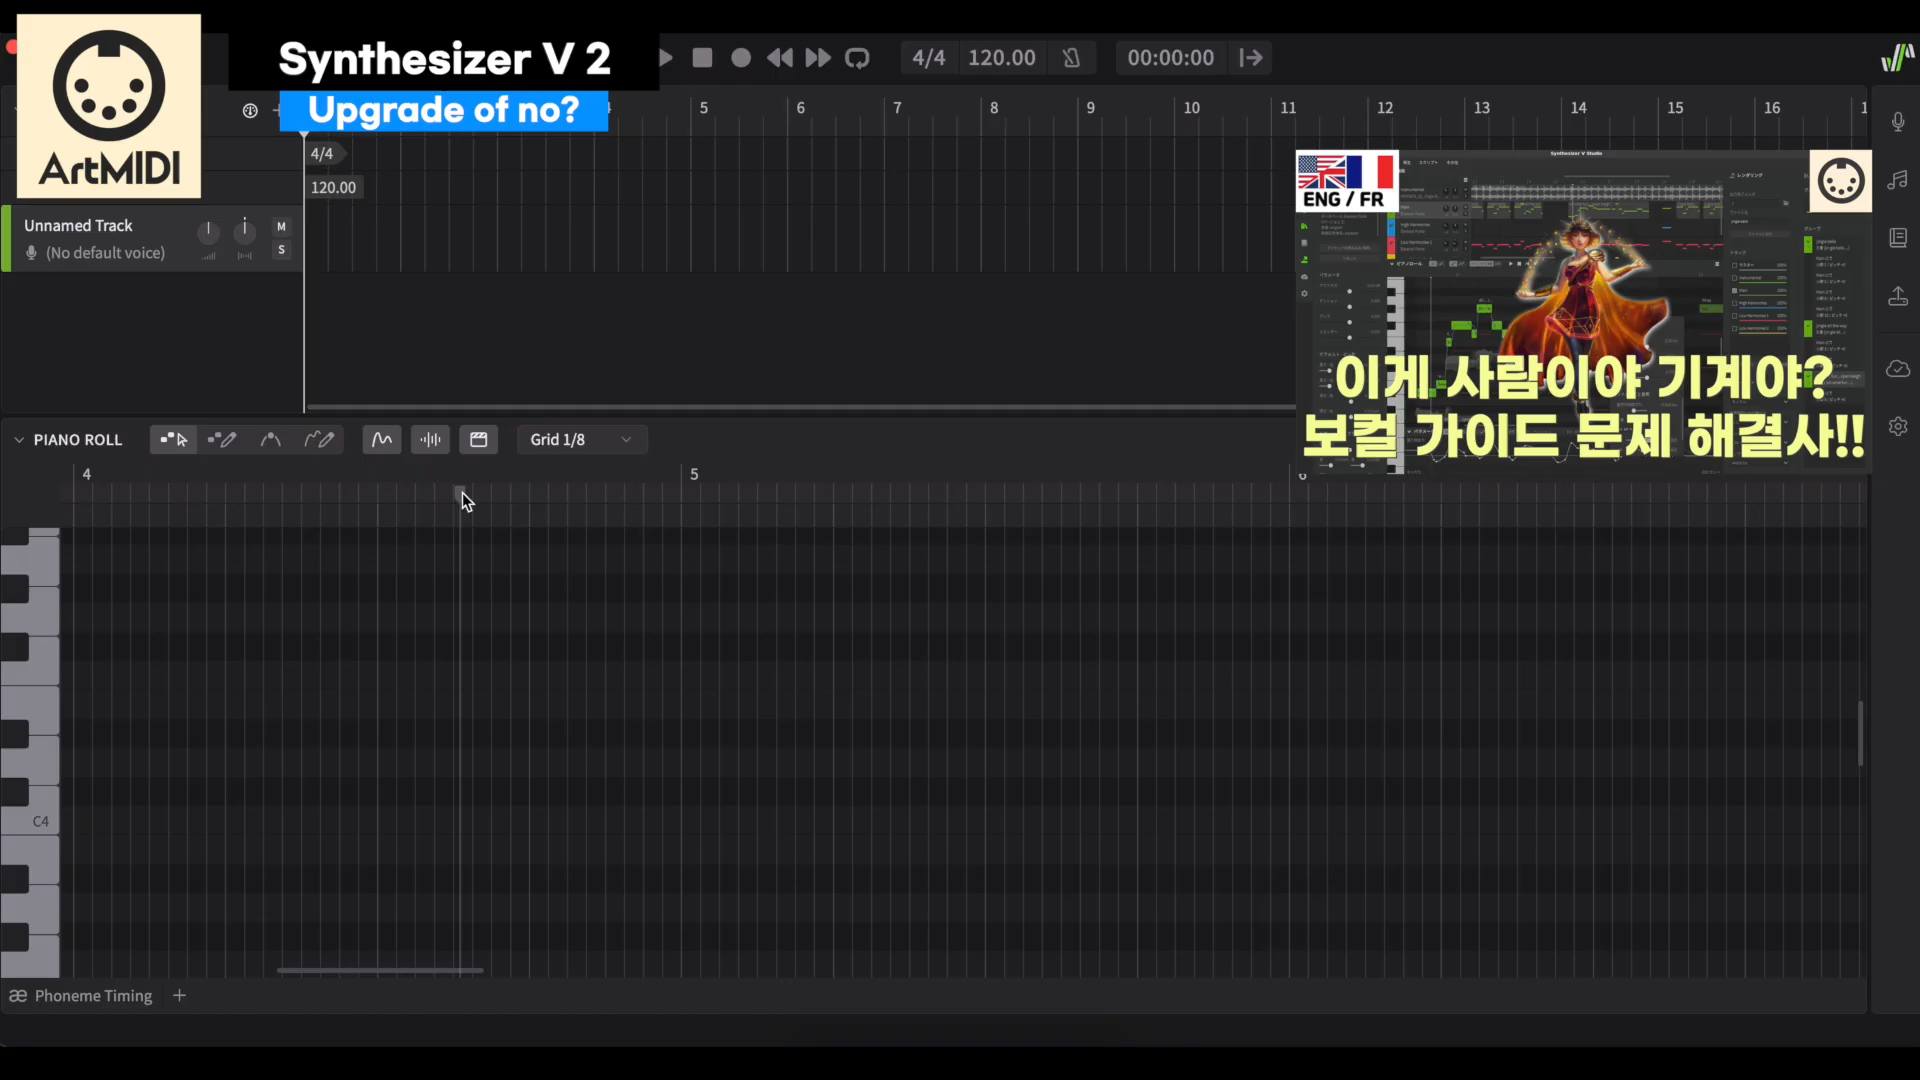 ArtMIDI
Synthesizer V 2
Upgrade of no?
4/4
120.00
00:00:00
5
6
7
8
9
10
11
12
13
14
15
16
4/4
120.00
Unnamed Track
M
(No default voice)
S
ENG / FR
Synthesizer V Studio
이게 사람이야 기계야?
보컬 가이드 문제 해결사!!
PIANO ROLL
Grid 1/8
4
5
6
C4
æ Phoneme Timing